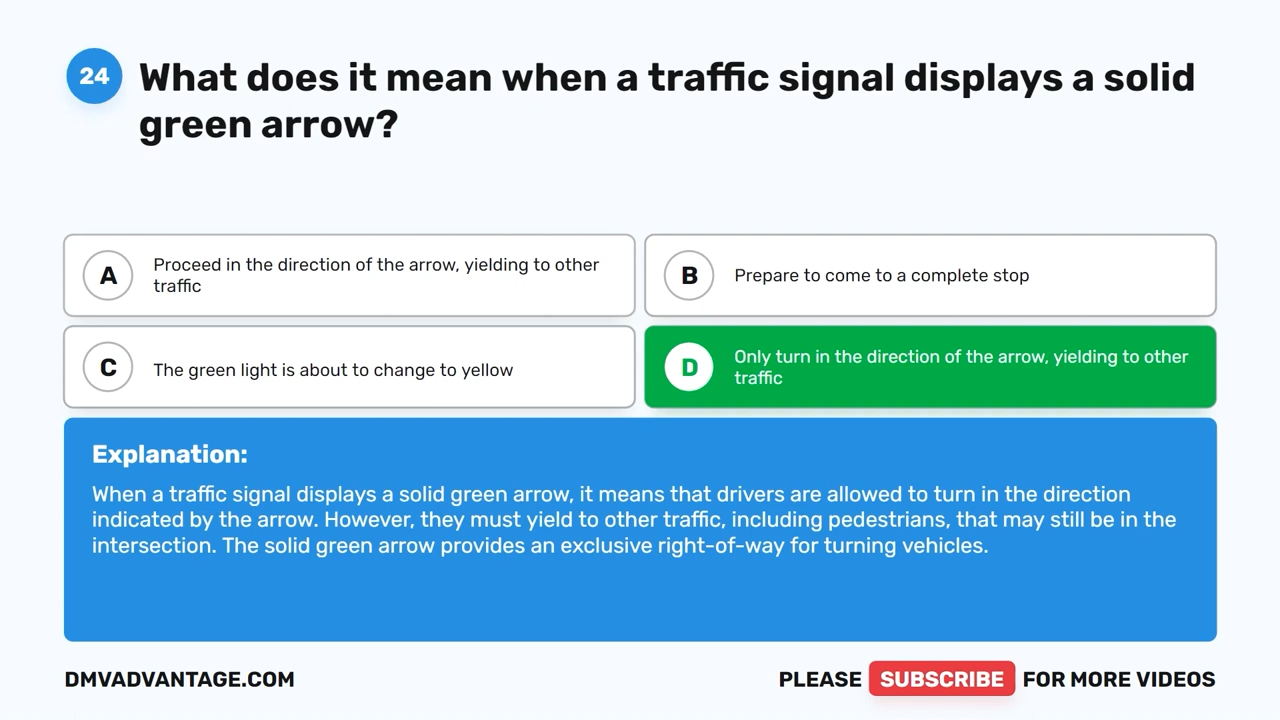 24
What does it mean when a traffic signal displays a solid
green arrow?
A
Proceed in the direction of the arrow, yielding to other
traffic
B
Prepare to come to a complete stop
C
The green light is about to change to yellow
D
Only turn in the direction of the arrow, yielding to other
traffic
Explanation:
When a traffic signal displays a solid green arrow, it means that drivers are allowed to turn in the direction
indicated by the arrow. However, they must yield to other traffic, including pedestrians, that may still be in the
intersection. The solid green arrow provides an exclusive right-of-way for turning vehicles.
DMVADVANTAGE.COM
PLEASE SUBSCRIBE FOR MORE VIDEOS